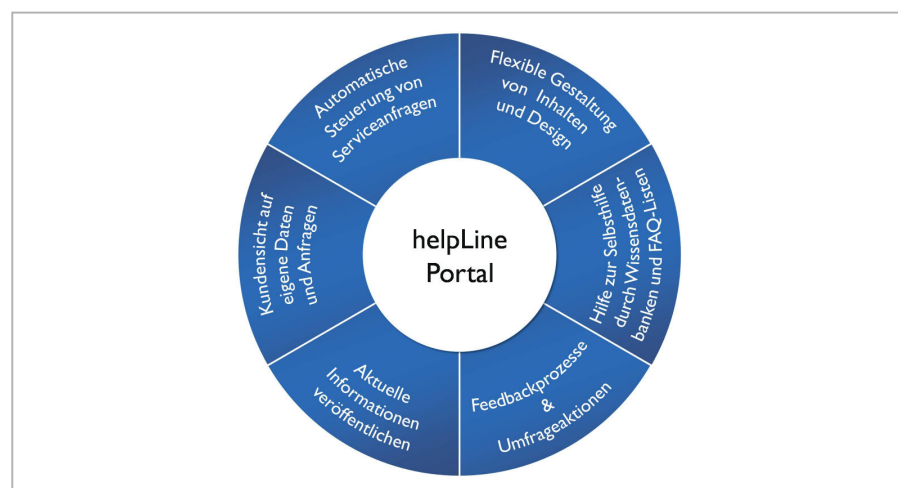 helpLine
Portal
Flexible Gestaltung
von Inhalten
und Design
Hilfe zur Selbsthilfe
durch Wissensdaten-
banken und FAQ-Listen
Feedbackprozesse
&
Umfrageaktionen
Aktuelle
Informationen
veröffentlichen
Kundensicht auf
eigene Daten
und Anfragen
Automatische
Steuerung von
Serviceanfragen